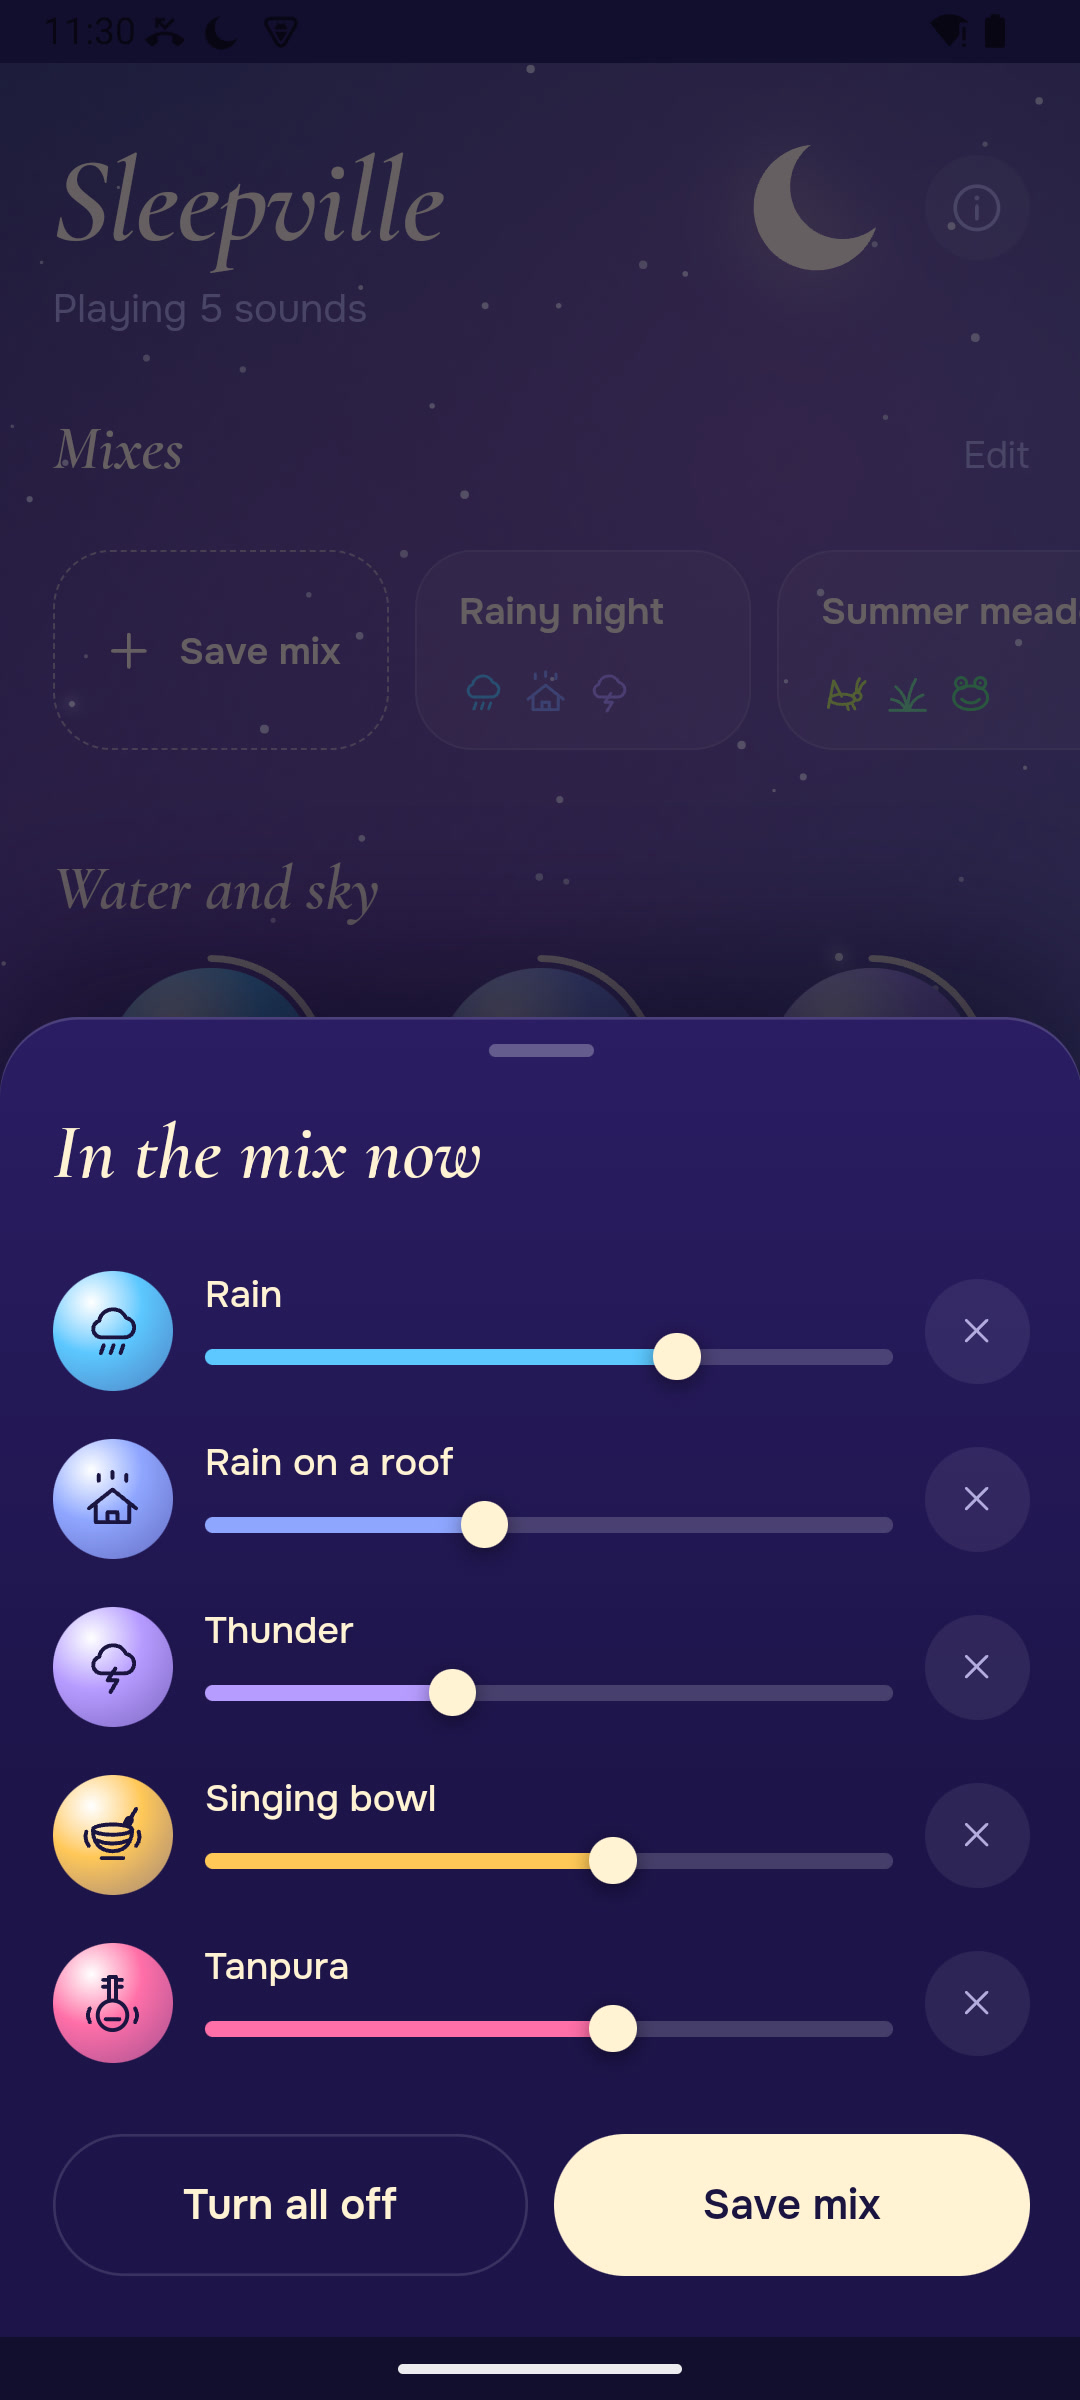 11:30
Sleepville
Playing 5 sounds
Mixes
Edit
Save mix
Rainy night
Summer mead
Water and sky
In the mix now
Rain
Rain on a roof
Thunder
Singing bowl
Tanpura
Turn all off
Save mix